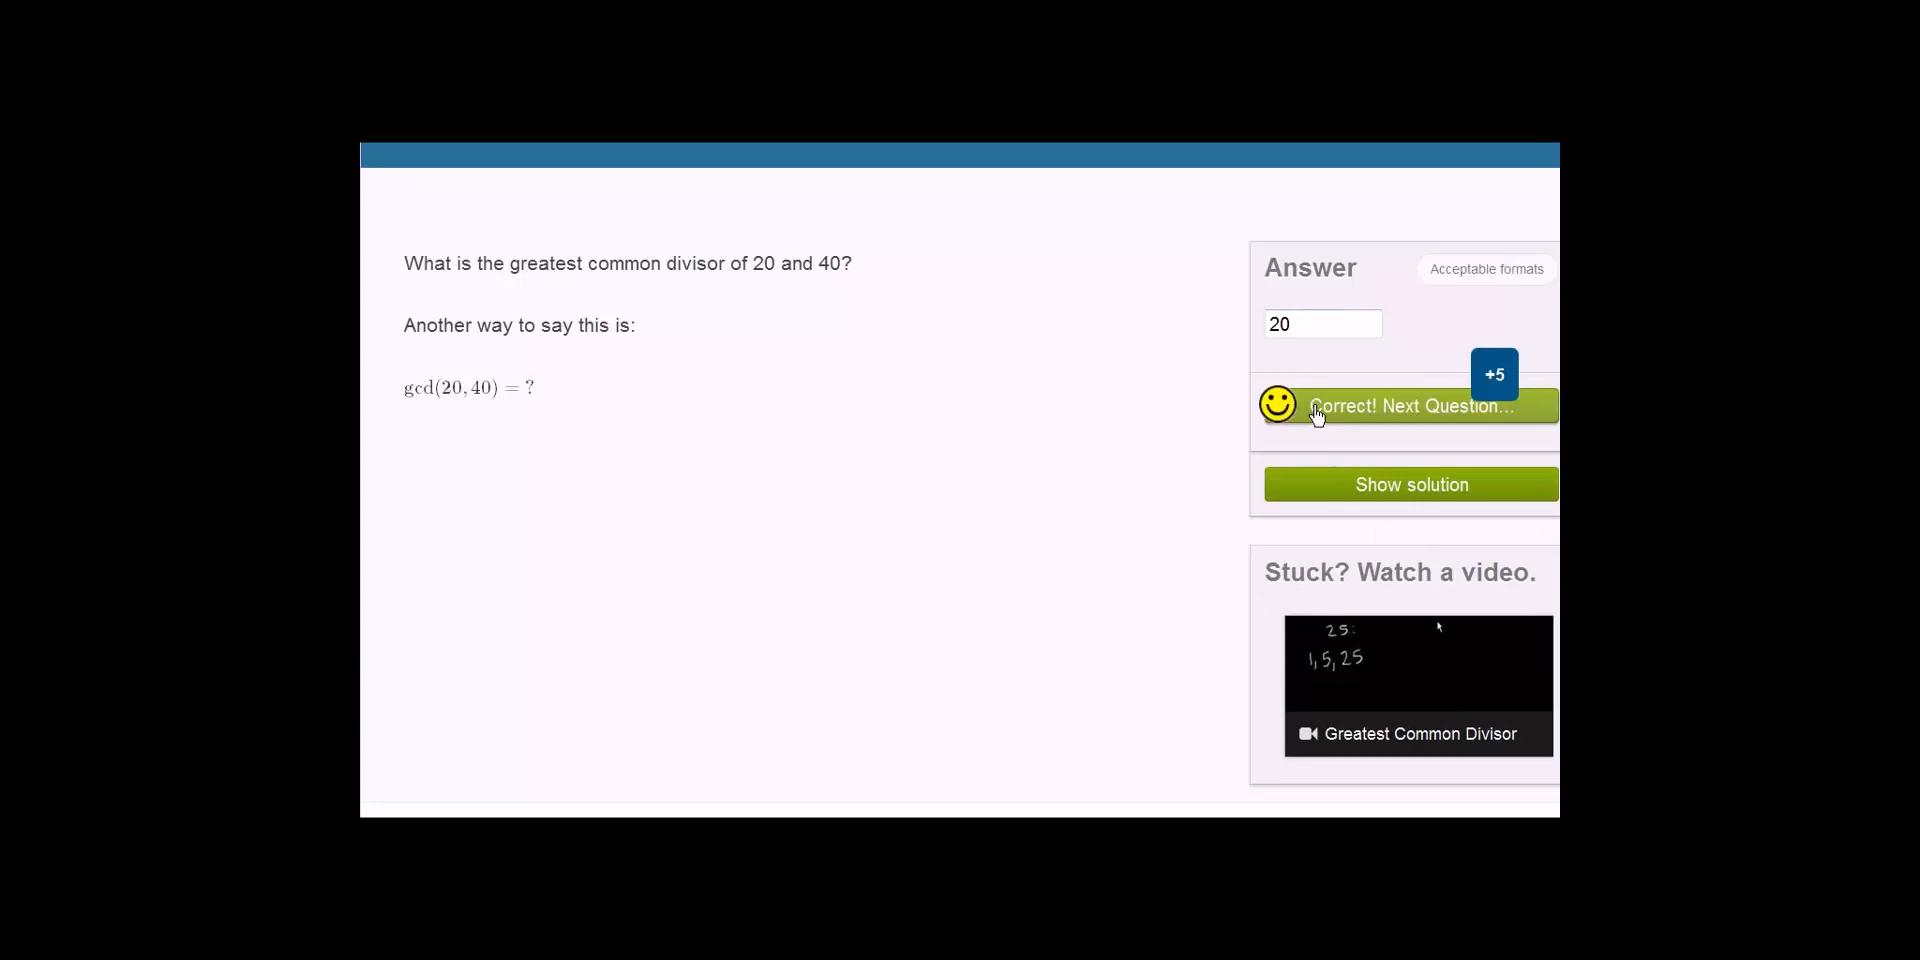 What is the greatest common divisor of 20 and 40?
Another way to say this is:
gcd(20, 40) = ?
Answer
Acceptable formats
20
+5
Correct! Next Question...
Show solution
Stuck? Watch a video.
25:
1, 5, 25
Greatest Common Divisor